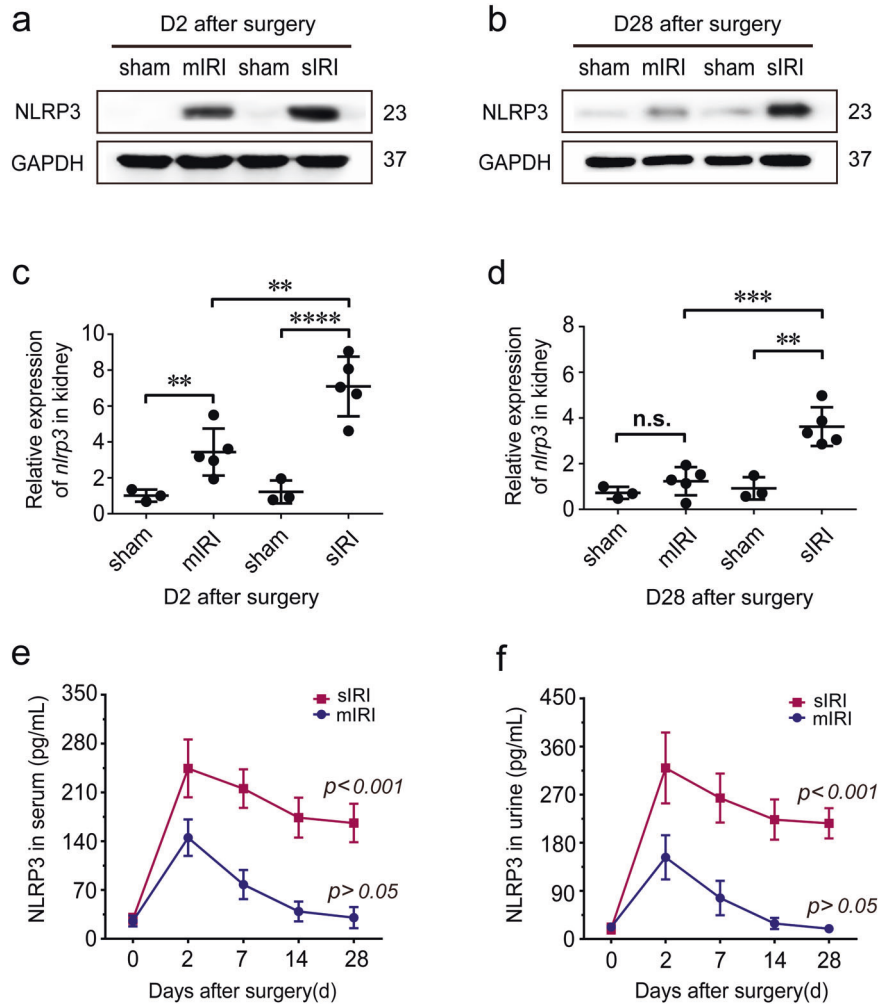 a
D2 after surgery
sham mIRI sham sIRI
NLRP3 23
GAPDH 37
b
D28 after surgery
sham mIRI sham sIRI
NLRP3 23
GAPDH 37
c
Relative expression
of nlrp3 in kidney
10
8
6
4
2
0
**
**
****
sham mIRI sham sIRI
D2 after surgery
d
Relative expression
of nlrp3 in kidney
8
6
4
2
0
n.s.
***
**
sham mIRI sham sIRI
D28 after surgery
e
NLRP3 in serum (pg/mL)
350
280
210
140
70
0
sIRI
mIRI
p<0.001
p>0.05
0 2 7 14 28
Days after surgery(d)
f
NLRP3 in urine (pg/mL)
450
360
270
180
90
0
sIRI
mIRI
p<0.001
p>0.05
0 2 7 14 28
Days after surgery(d)